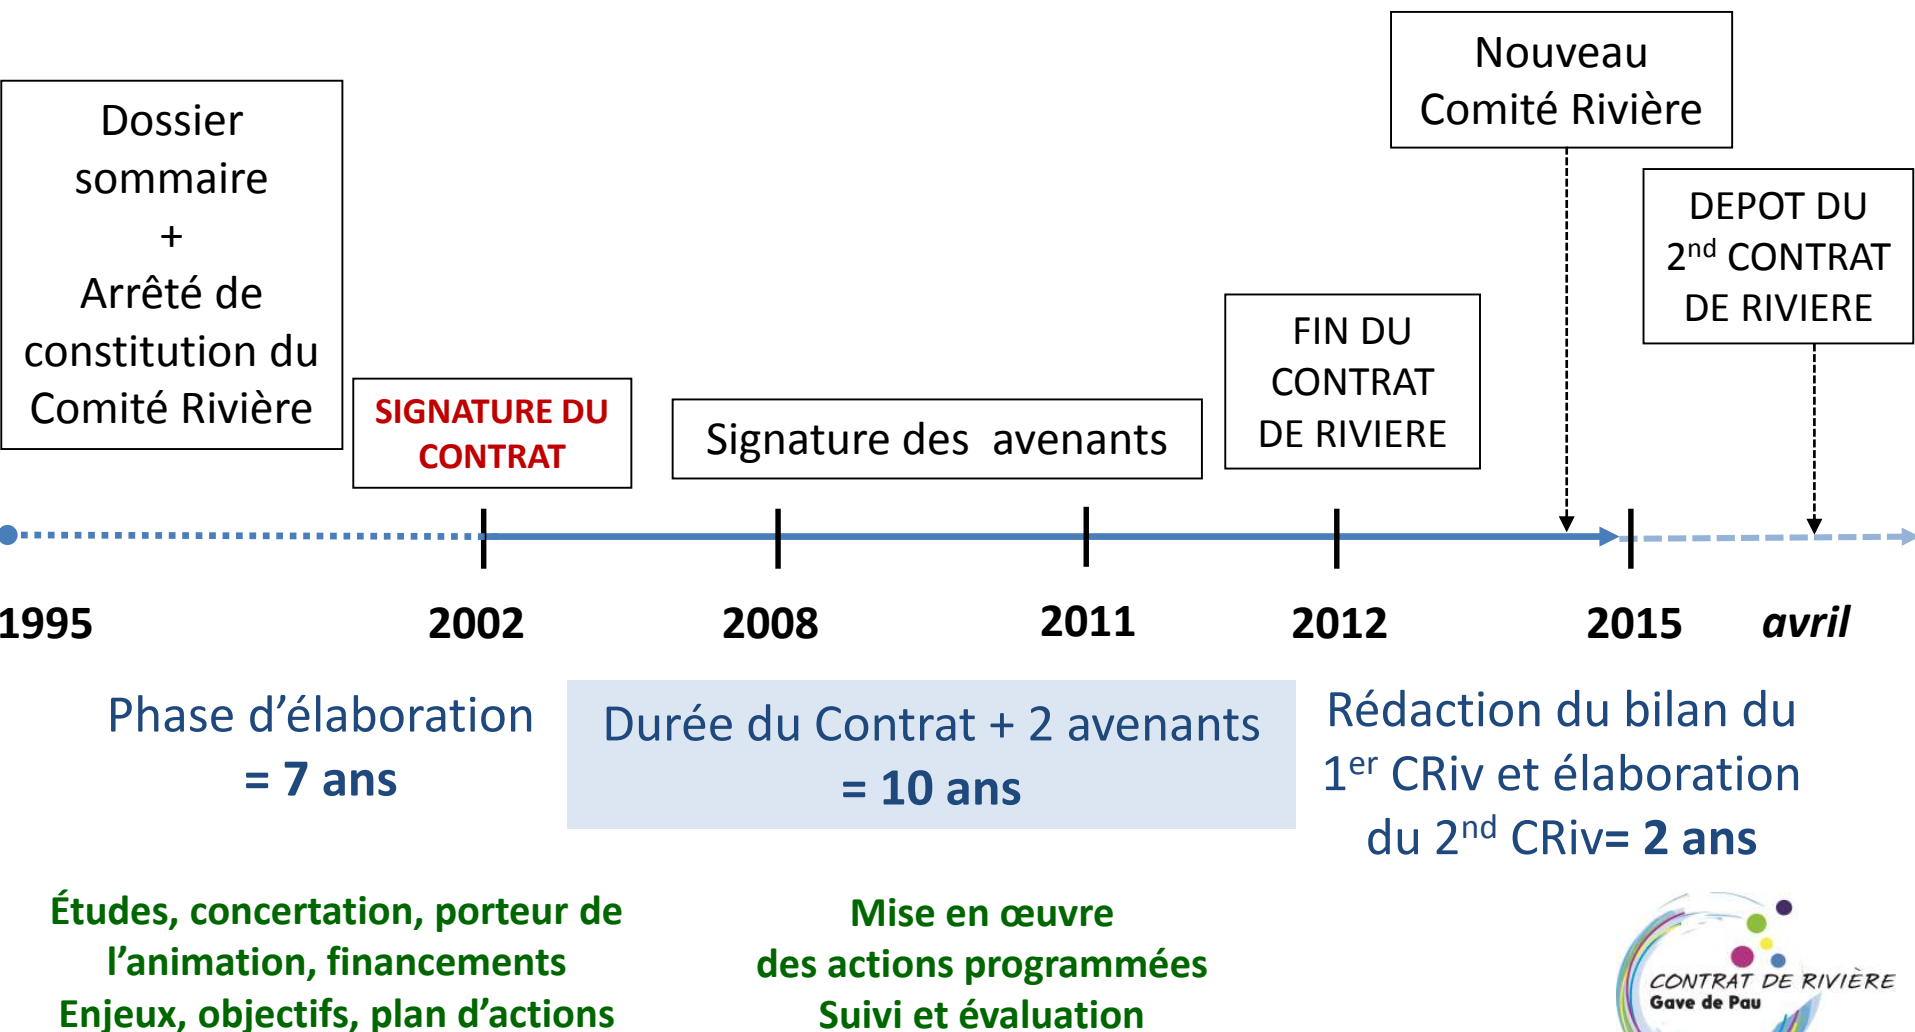 Dossier
sommaire
+
Arrêté de
constitution du
Comité Rivière
SIGNATURE DU
CONTRAT
Signature des avenants
FIN DU
CONTRAT
DE RIVIERE
Nouveau
Comité Rivière
DEPOT DU
2nd CONTRAT
DE RIVIERE
1995
2002
2008
2011
2012
2015
avril
Phase d’élaboration
= 7 ans
Durée du Contrat + 2 avenants
= 10 ans
Rédaction du bilan du
1er CRiv et élaboration
du 2nd CRiv= 2 ans
Études, concertation, porteur de
l’animation, financements
Enjeux, objectifs, plan d’actions
Mise en œuvre
des actions programmées
Suivi et évaluation
CONTRAT DE RIVIÈRE
Gave de Pau